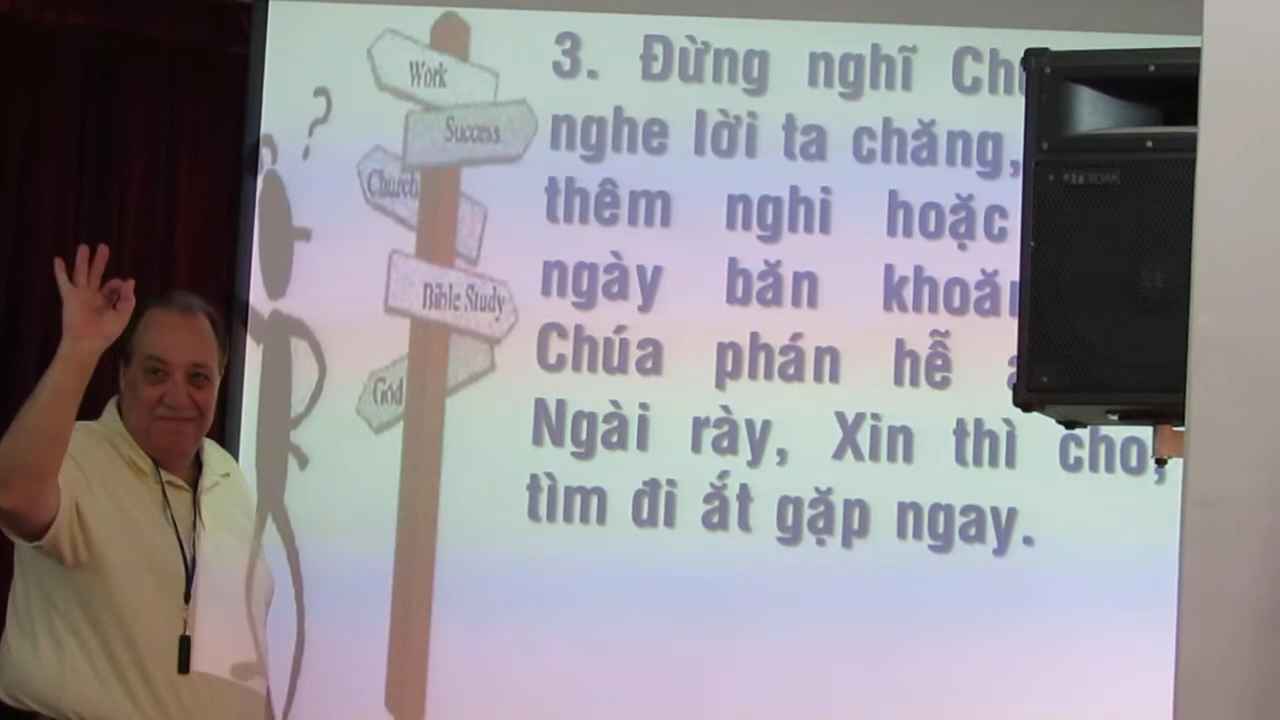 Work
Success
Church
Bible Study
God
?
3. Đừng nghĩ
nghe lời ta chăng,
thêm nghi hoặc
ngày băn
Chúa phán hễ
Ngài rày, Xin thì cho,
tìm đi ắt gặp ngay.